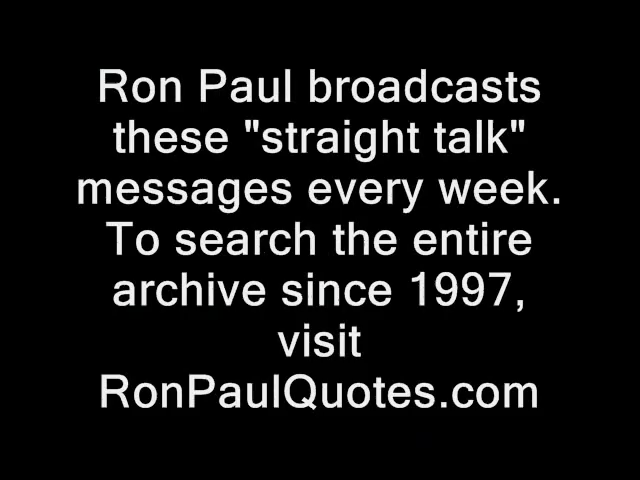 Ron Paul broadcasts
these "straight talk"
messages every week.
To search the entire
archive since 1997,
visit
RonPaulQuotes.com